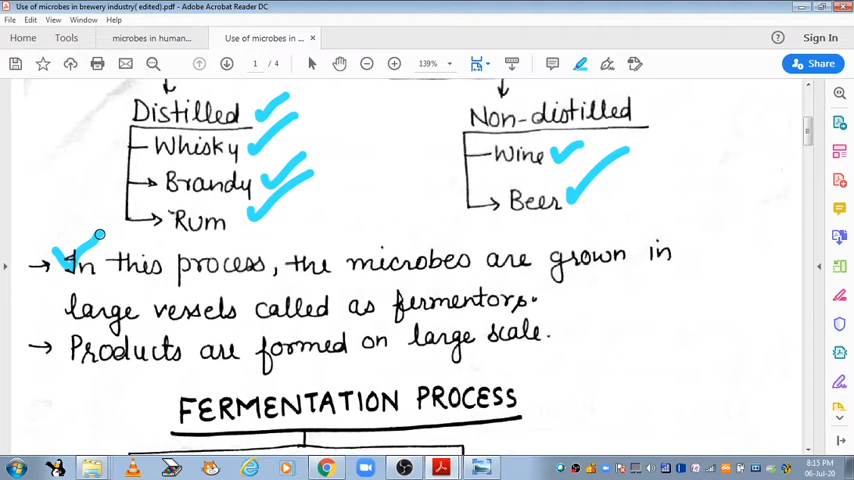 Use of microbes in brewery industry( edited).pdf - Adobe Acrobat Reader DC
File Edit View Window Help
Home Tools microbes in human... Use of microbes in ... × Sign In
1 / 4 139% Share
Distilled Non-distilled
Whisky Wine
Brandy Beer
Rum
→ In this process, the microbes are grown in
large vessels called as fermentors.
→ Products are formed on large scale.
FERMENTATION PROCESS
8:15 PM
06-Jul-20